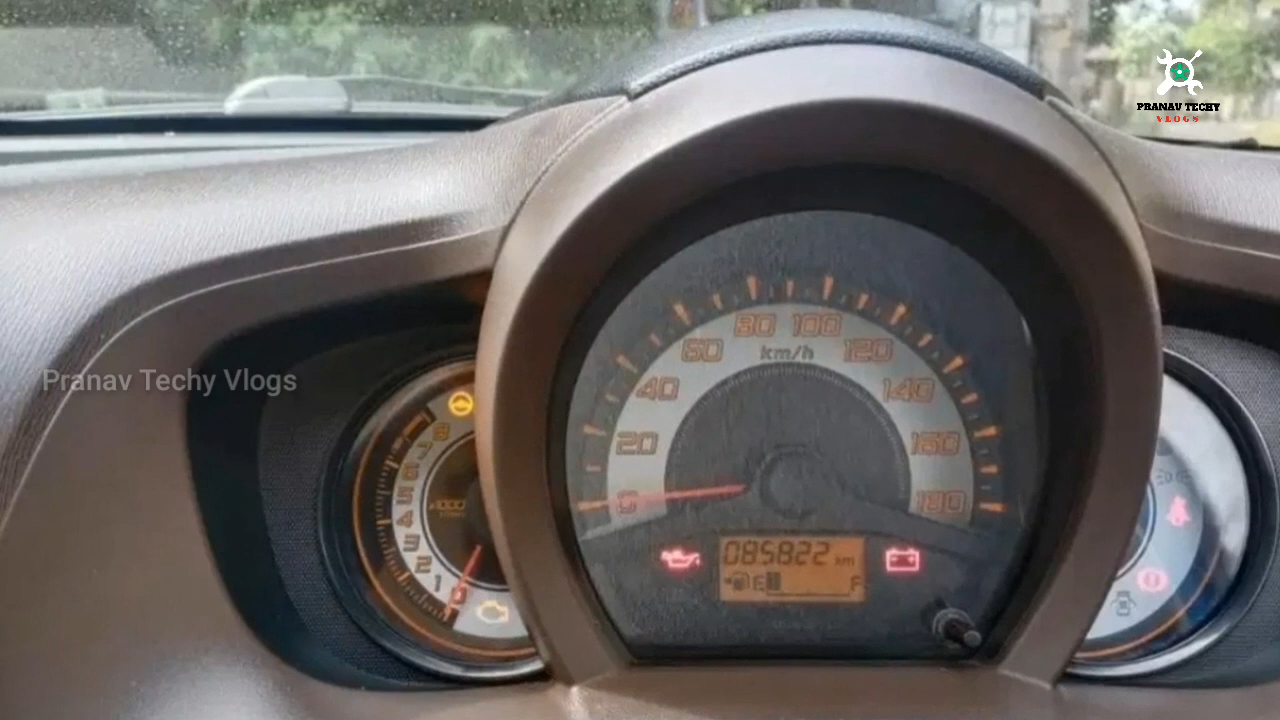 PRANAV TECHY
VLOGS
Pranav Techy Vlogs
80 100
60 km/h 120
40 140
20 160
0 180
8
7
6
5
4
3
2
1
0
x1000
085822 km
E F